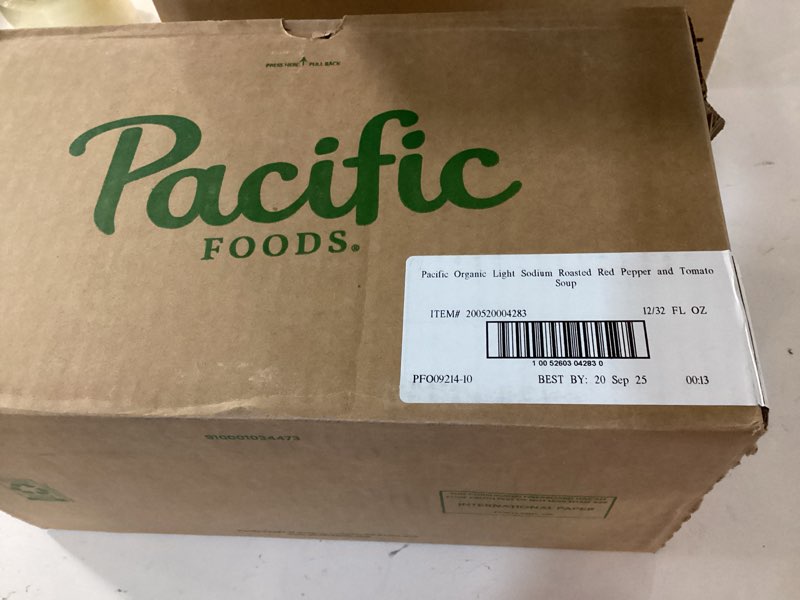 PRESS HERE ↑ PULL BACK
Pacific
FOODS®
Pacific Organic Light Sodium Roasted Red Pepper and Tomato
Soup
ITEM# 200520004283
12/32 FL OZ
1 00 52603 04283 0
PFO09214-10
BEST BY: 20 Sep 25
00:13
910001034473
INTERNATIONAL PAPER